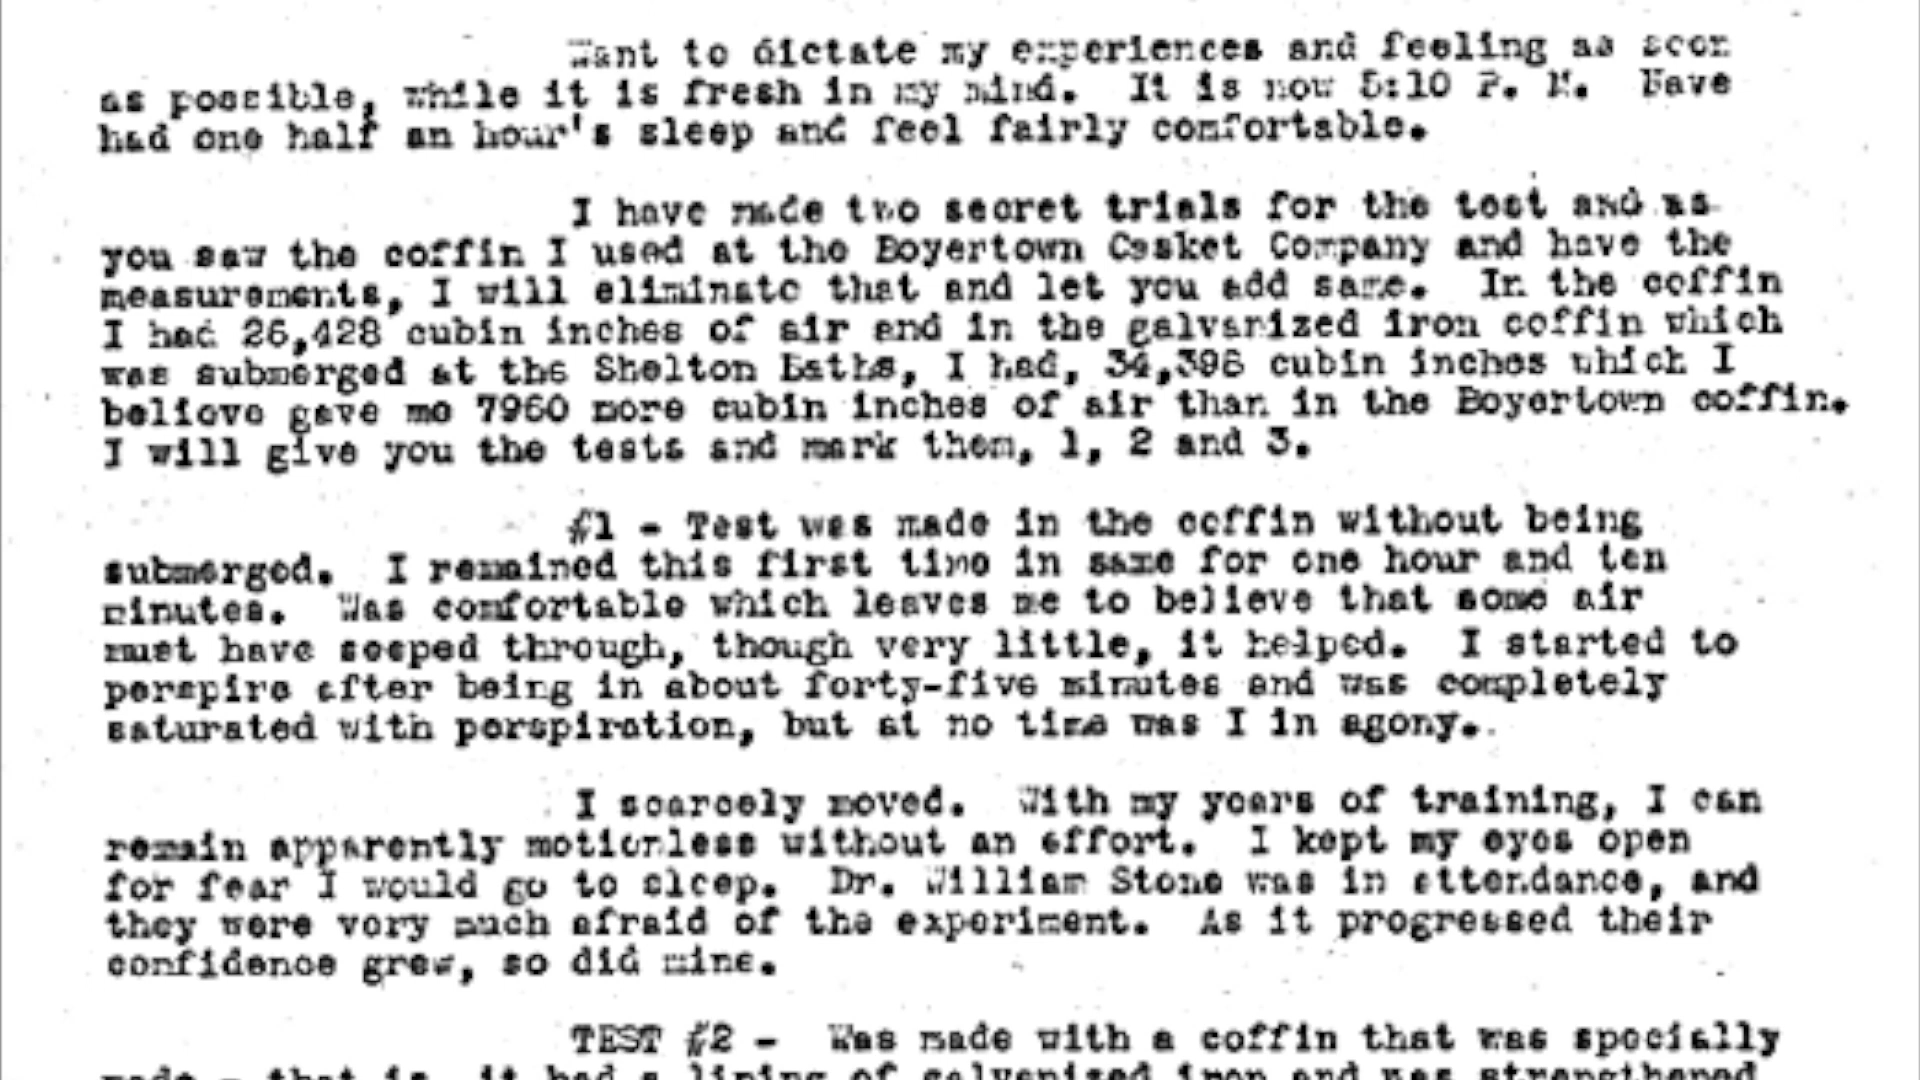 Want to dictate my experiences and feeling as soon
as possible, while it is fresh in my mind. It is now 5:10 P. M. Have
had one half an hour's sleep and feel fairly comfortable.
I have made two secret trials for the test and as
you saw the coffin I used at the Boyertown Casket Company and have the
measurements, I will eliminate that and let you add same. In the coffin
I had 26,428 cubin inches of air and in the galvanized iron coffin which
was submerged at the Shelton Baths, I had, 34,398 cubin inches which I
believe gave me 7960 more cubin inches of air than in the Boyertown coffin.
I will give you the tests and mark them, 1, 2 and 3.
#1 - Test was made in the coffin without being
submerged. I remained this first time in same for one hour and ten
minutes. Was comfortable which leaves me to believe that some air
must have seeped through, though very little, it helped. I started to
perspire after being in about forty-five minutes and was completely
saturated with perspiration, but at no time was I in agony.
I scarcely moved. With my years of training, I can
remain apparently motionless without an effort. I kept my eyes open
for fear I would go to sleep. Dr. William Stone was in attendance, and
they were very much afraid of the experiment. As it progressed their
confidence grew, so did mine.
TEST #2 - Was made with a coffin that was specially
made - that is, it had a lining of galvanized iron and was strengthened